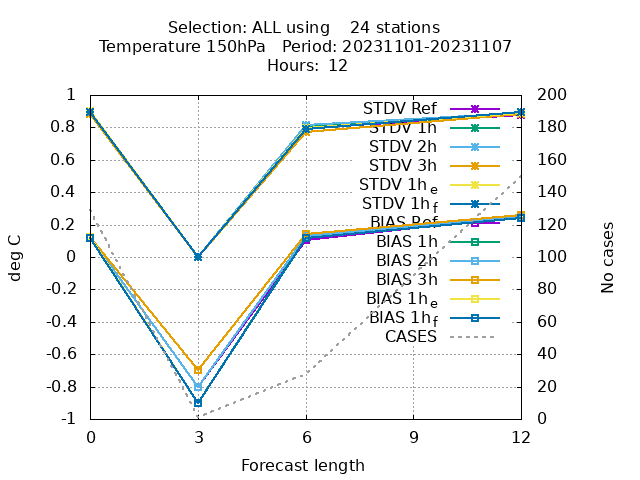 Selection: ALL using    24 stations
Temperature 150hPa   Period: 20231101-20231107
Hours:  12
1
0.8
0.6
0.4
0.2
0
-0.2
-0.4
-0.6
-0.8
-1
deg C
STDV Ref
STDV 1h
STDV 2h
STDV 3h
STDV 1he
STDV 1hf
BIAS Ref
BIAS 1h
BIAS 2h
BIAS 3h
BIAS 1he
BIAS 1hf
CASES
200
180
160
140
120
100
80
60
40
20
0
No cases
0 3 6 9 12
Forecast length